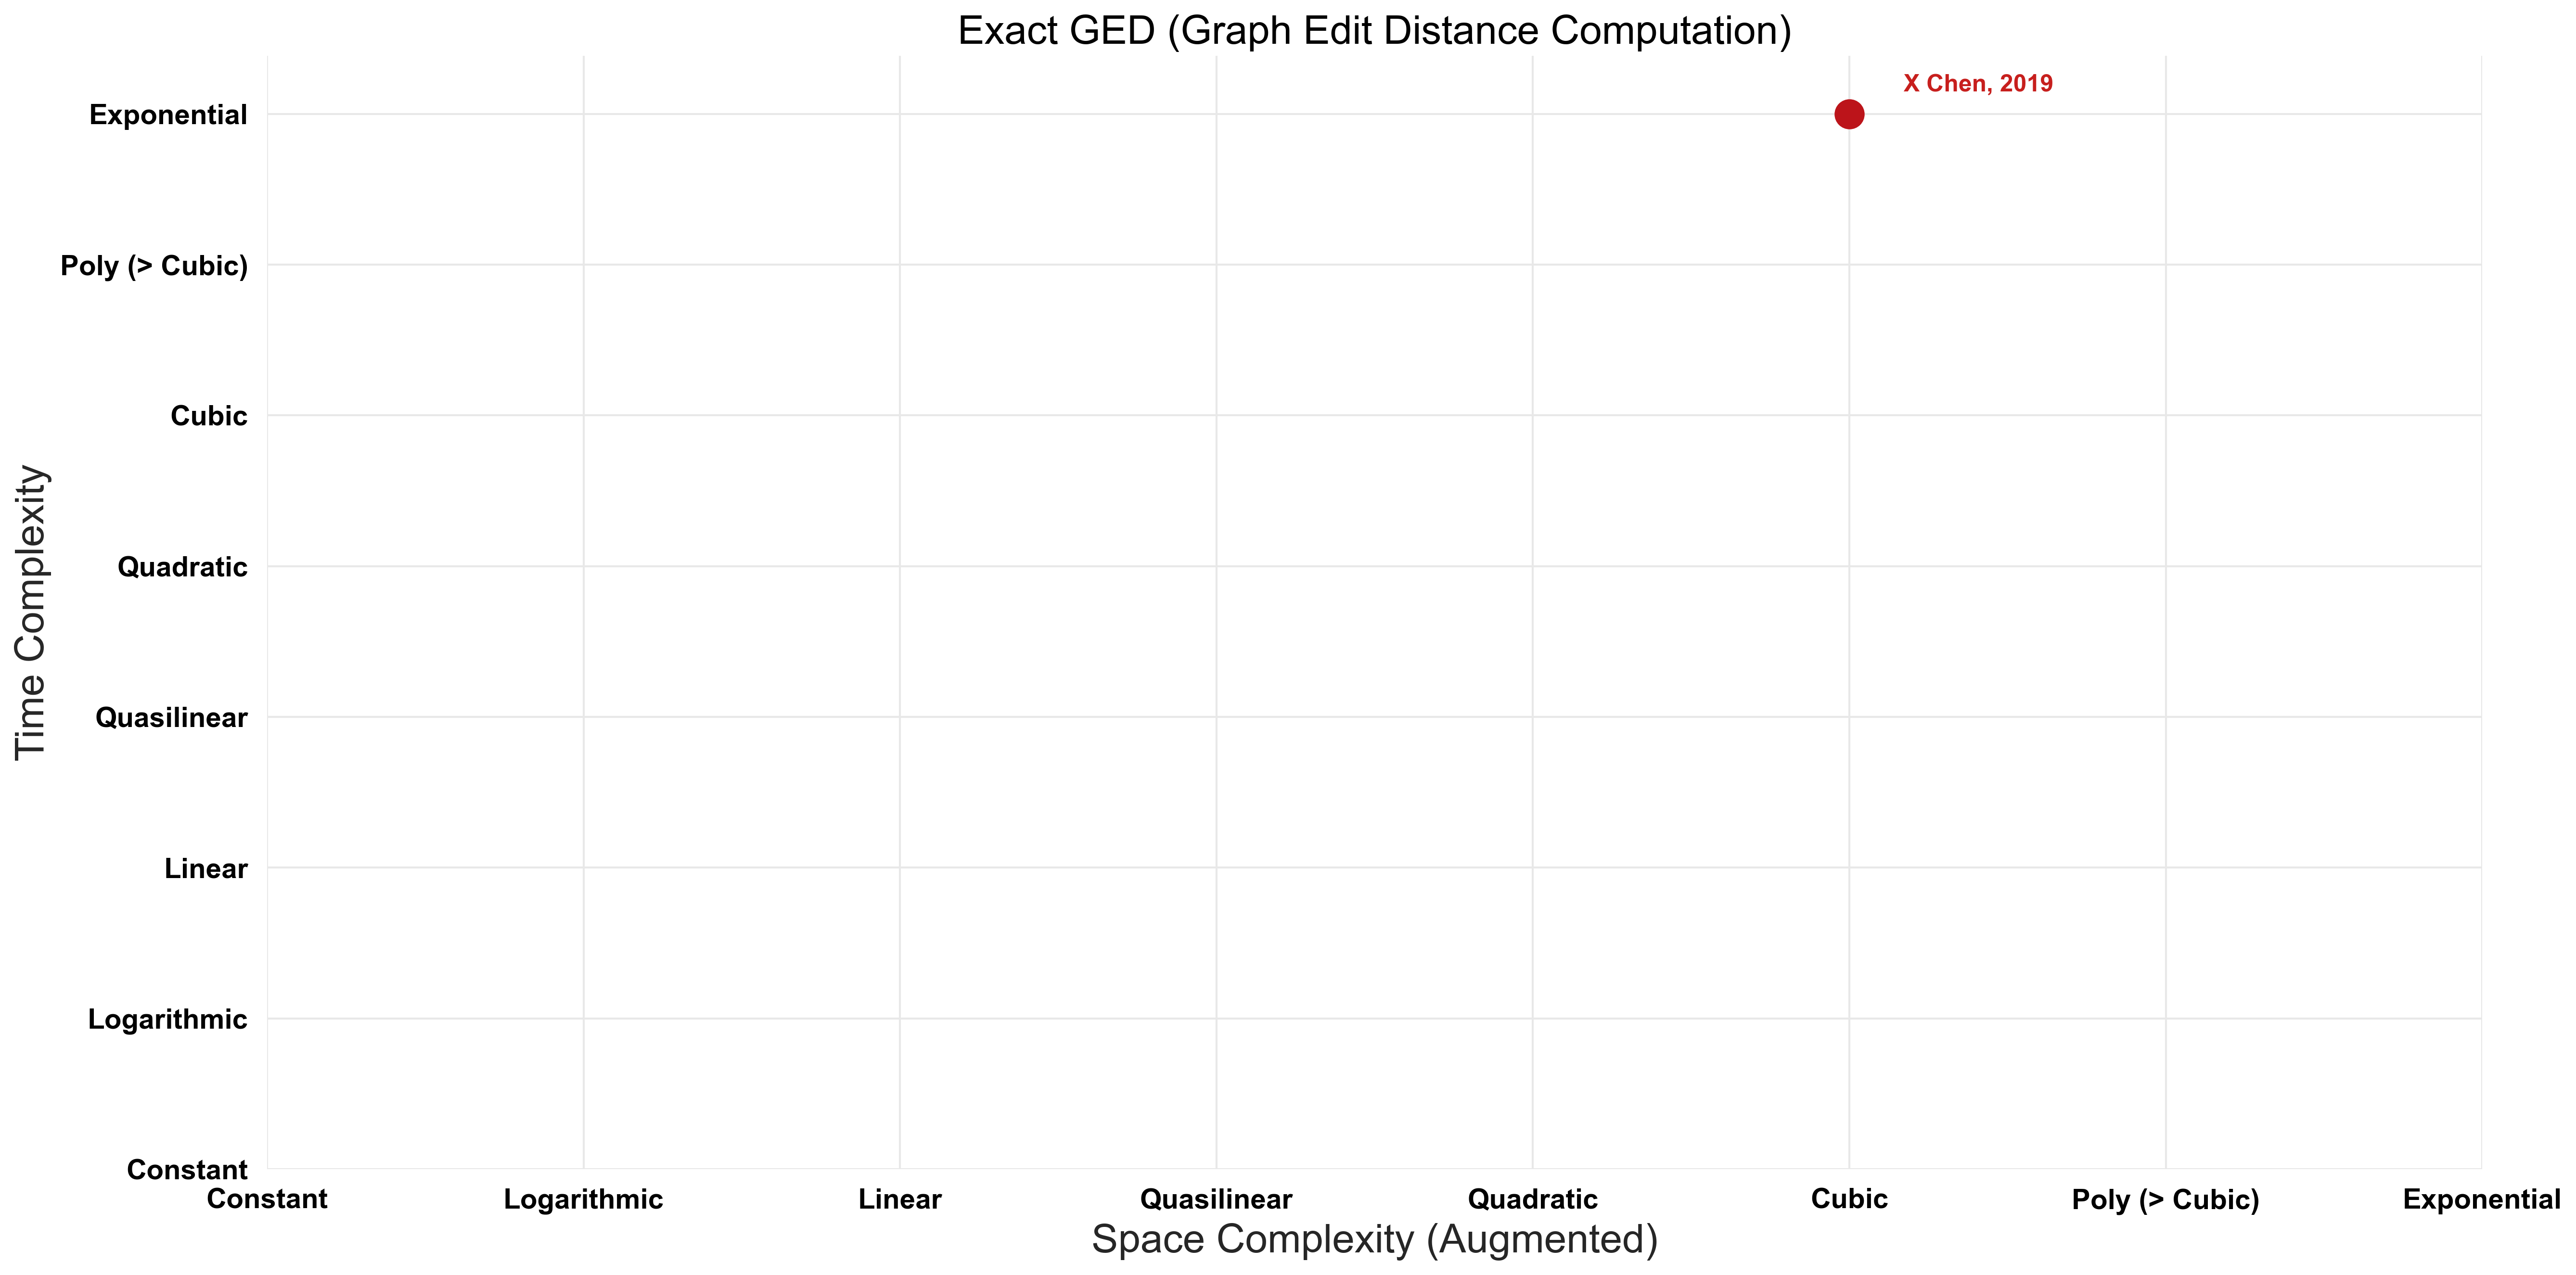 Exact GED (Graph Edit Distance Computation)
X Chen, 2019
Exponential
Poly (> Cubic)
Cubic
Quadratic
Quasilinear
Linear
Logarithmic
Constant
Time Complexity
Constant
Logarithmic
Linear
Quasilinear
Quadratic
Cubic
Poly (> Cubic)
Exponential
Space Complexity (Augmented)